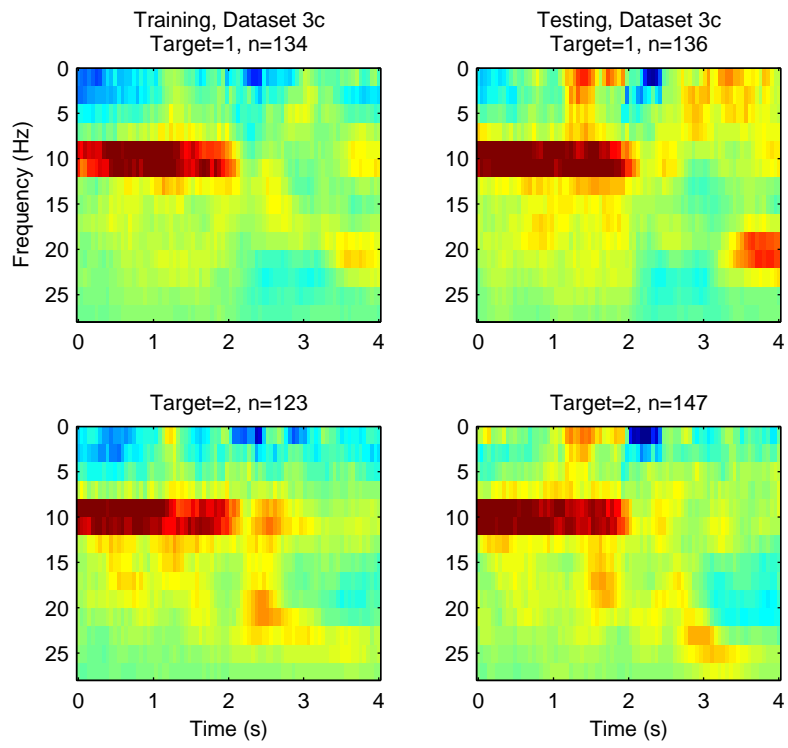 Training, Dataset 3c
Target=1, n=134
Testing, Dataset 3c
Target=1, n=136
Frequency (Hz)
0
5
10
15
20
25
0 1 2 3 4
0
5
10
15
20
25
0 1 2 3 4
Target=2, n=123
Target=2, n=147
0
5
10
15
20
25
0 1 2 3 4
Time (s)
0
5
10
15
20
25
0 1 2 3 4
Time (s)